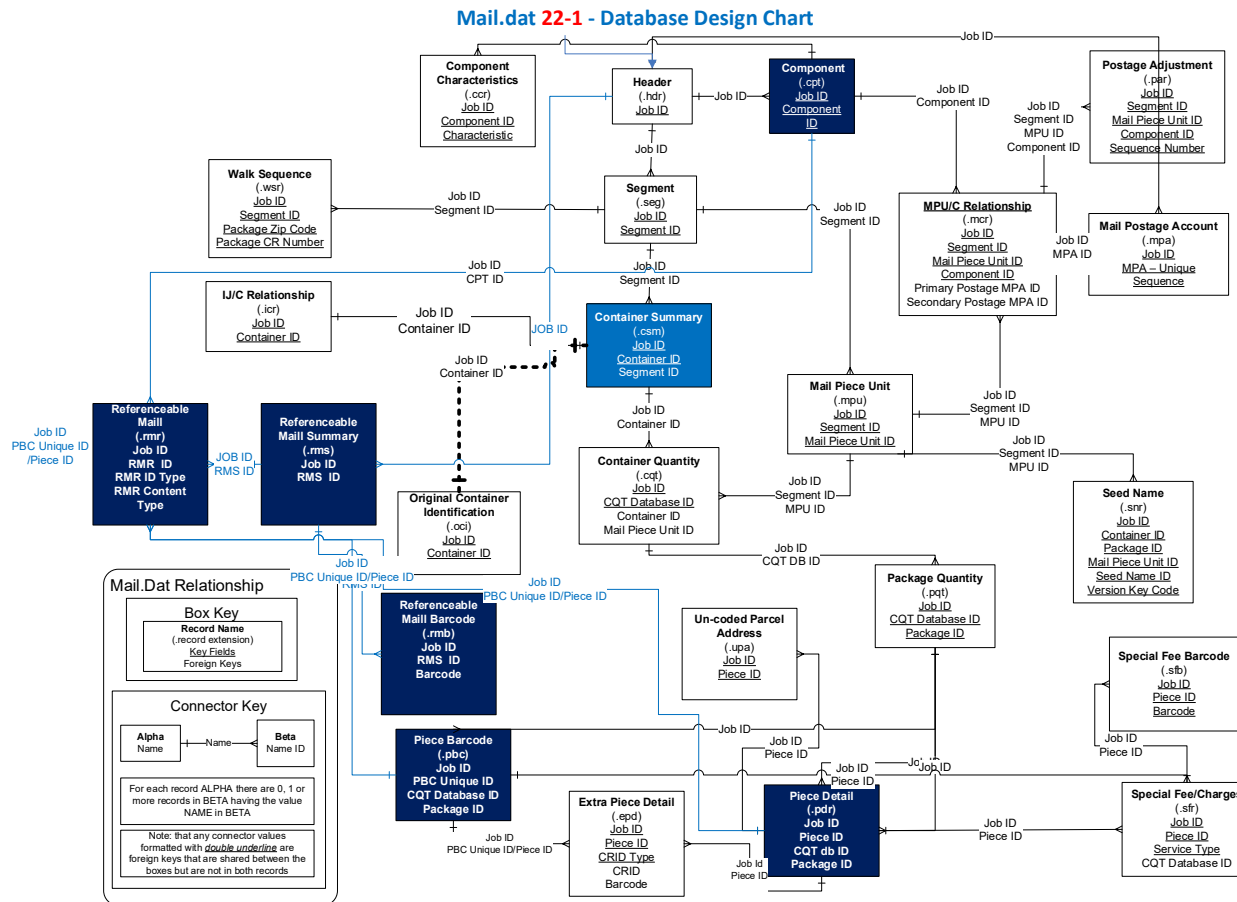 Mail.dat 22-1 - Database Design Chart
Component
Characteristics
(.ccr)
Job ID
Component ID
Characteristic
Header
(.hdr)
Job ID
Job ID
Component
(.cpt)
Job ID
Component
ID
Job ID
Job ID
Component ID
Job ID
Segment ID
MPU ID
Component ID
Postage Adjustment
(.par)
Job ID
Segment ID
Mail Piece Unit ID
Component ID
Sequence Number
Job ID
Walk Sequence
(.wsr)
Job ID
Segment ID
Package Zip Code
Package CR Number
Job ID
Segment ID
Segment
(.seg)
Job ID
Segment ID
Job ID
Segment ID
MPU/C Relationship
(.mcr)
Job ID
Segment ID
Mail Piece Unit ID
Component ID
Primary Postage MPA ID
Secondary Postage MPA ID
Job ID
MPA ID
Mail Postage Account
(.mpa)
Job ID
MPA – Unique
Sequence
Job ID
CPT ID
Job ID
Segment ID
IJ/C Relationship
(.icr)
Job ID
Container ID
Job ID
Container ID
JOB ID
Container Summary
(.csm)
Job ID
Container ID
Segment ID
Job ID
Container ID
Mail Piece Unit
(.mpu)
Job ID
Segment ID
Mail Piece Unit ID
Job ID
Segment ID
MPU ID
Job ID
Container ID
Job ID
PBC Unique ID
/Piece ID
Referenceable
Maill
(.rmr)
Job ID
RMR ID
RMR ID Type
RMR Content
Type
JOB ID
RMS ID
Referenceable
Maill Summary
(.rms)
Job ID
RMS ID
Job ID
Segment ID
MPU ID
Container Quantity
(.cqt)
Job ID
CQT Database ID
Container ID
Mail Piece Unit ID
Job ID
Segment ID
MPU ID
Seed Name
(.snr)
Job ID
Container ID
Package ID
Mail Piece Unit ID
Seed Name ID
Version Key Code
Original Container
Identification
(.oci)
Job ID
Container ID
Job ID
CQT DB ID
Job ID
PBC Unique ID/Piece ID
RMS ID
Job ID
PBC Unique ID/Piece ID
Package Quantity
(.pqt)
Job ID
CQT Database ID
Package ID
Mail.Dat Relationship
Box Key
Record Name
(.record extension)
Key Fields
Foreign Keys
Connector Key
Alpha
Name
Name
Beta
Name ID
For each record ALPHA there are 0, 1 or
more records in BETA having the value
NAME in BETA
Note: that any connector values
formatted with double underline are
foreign keys that are shared between the
boxes but are not in both records
Referenceable
Maill Barcode
(.rmb)
Job ID
RMS ID
Barcode
Un-coded Parcel
Address
(.upa)
Job ID
Piece ID
Special Fee Barcode
(.sfb)
Job ID
Piece ID
Barcode
Job ID
Job ID
Piece ID
Job ID
Piece ID
Piece Barcode
(.pbc)
Job ID
PBC Unique ID
CQT Database ID
Package ID
Job ID
Piece ID
Job ID
Job ID
Job ID
PBC Unique ID/Piece ID
Extra Piece Detail
(.epd)
Job ID
Piece ID
CRID Type
CRID
Barcode
Job Id
Piece ID
Piece Detail
(.pdr)
Job ID
Piece ID
CQT db ID
Package ID
Job ID
Piece ID
Special Fee/Charges
(.sfr)
Job ID
Piece ID
Service Type
CQT Database ID